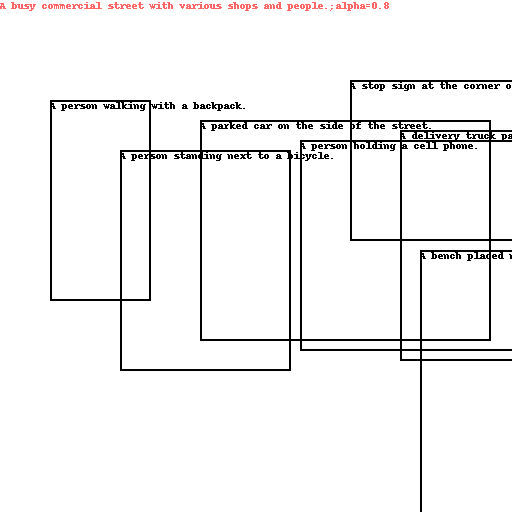 A busy commercial street with various shops and people.;alpha=0.8
A stop sign at the corner o
A person walking with a backpack.
A parked car on the side of the street.
A delivery truck pa
A person holding a cell phone.
A person standing next to a bicycle.
A bench placed